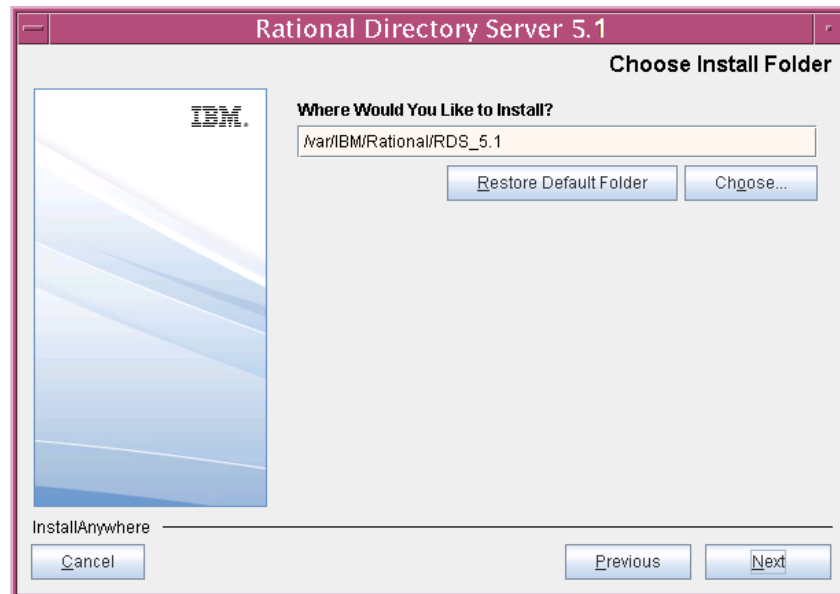 Rational Directory Server 5.1
Choose Install Folder
IBM.
Where Would You Like to Install?
/var/IBM/Rational/RDS_5.1
Restore Default Folder
Choose...
InstallAnywhere
Cancel
Previous
Next